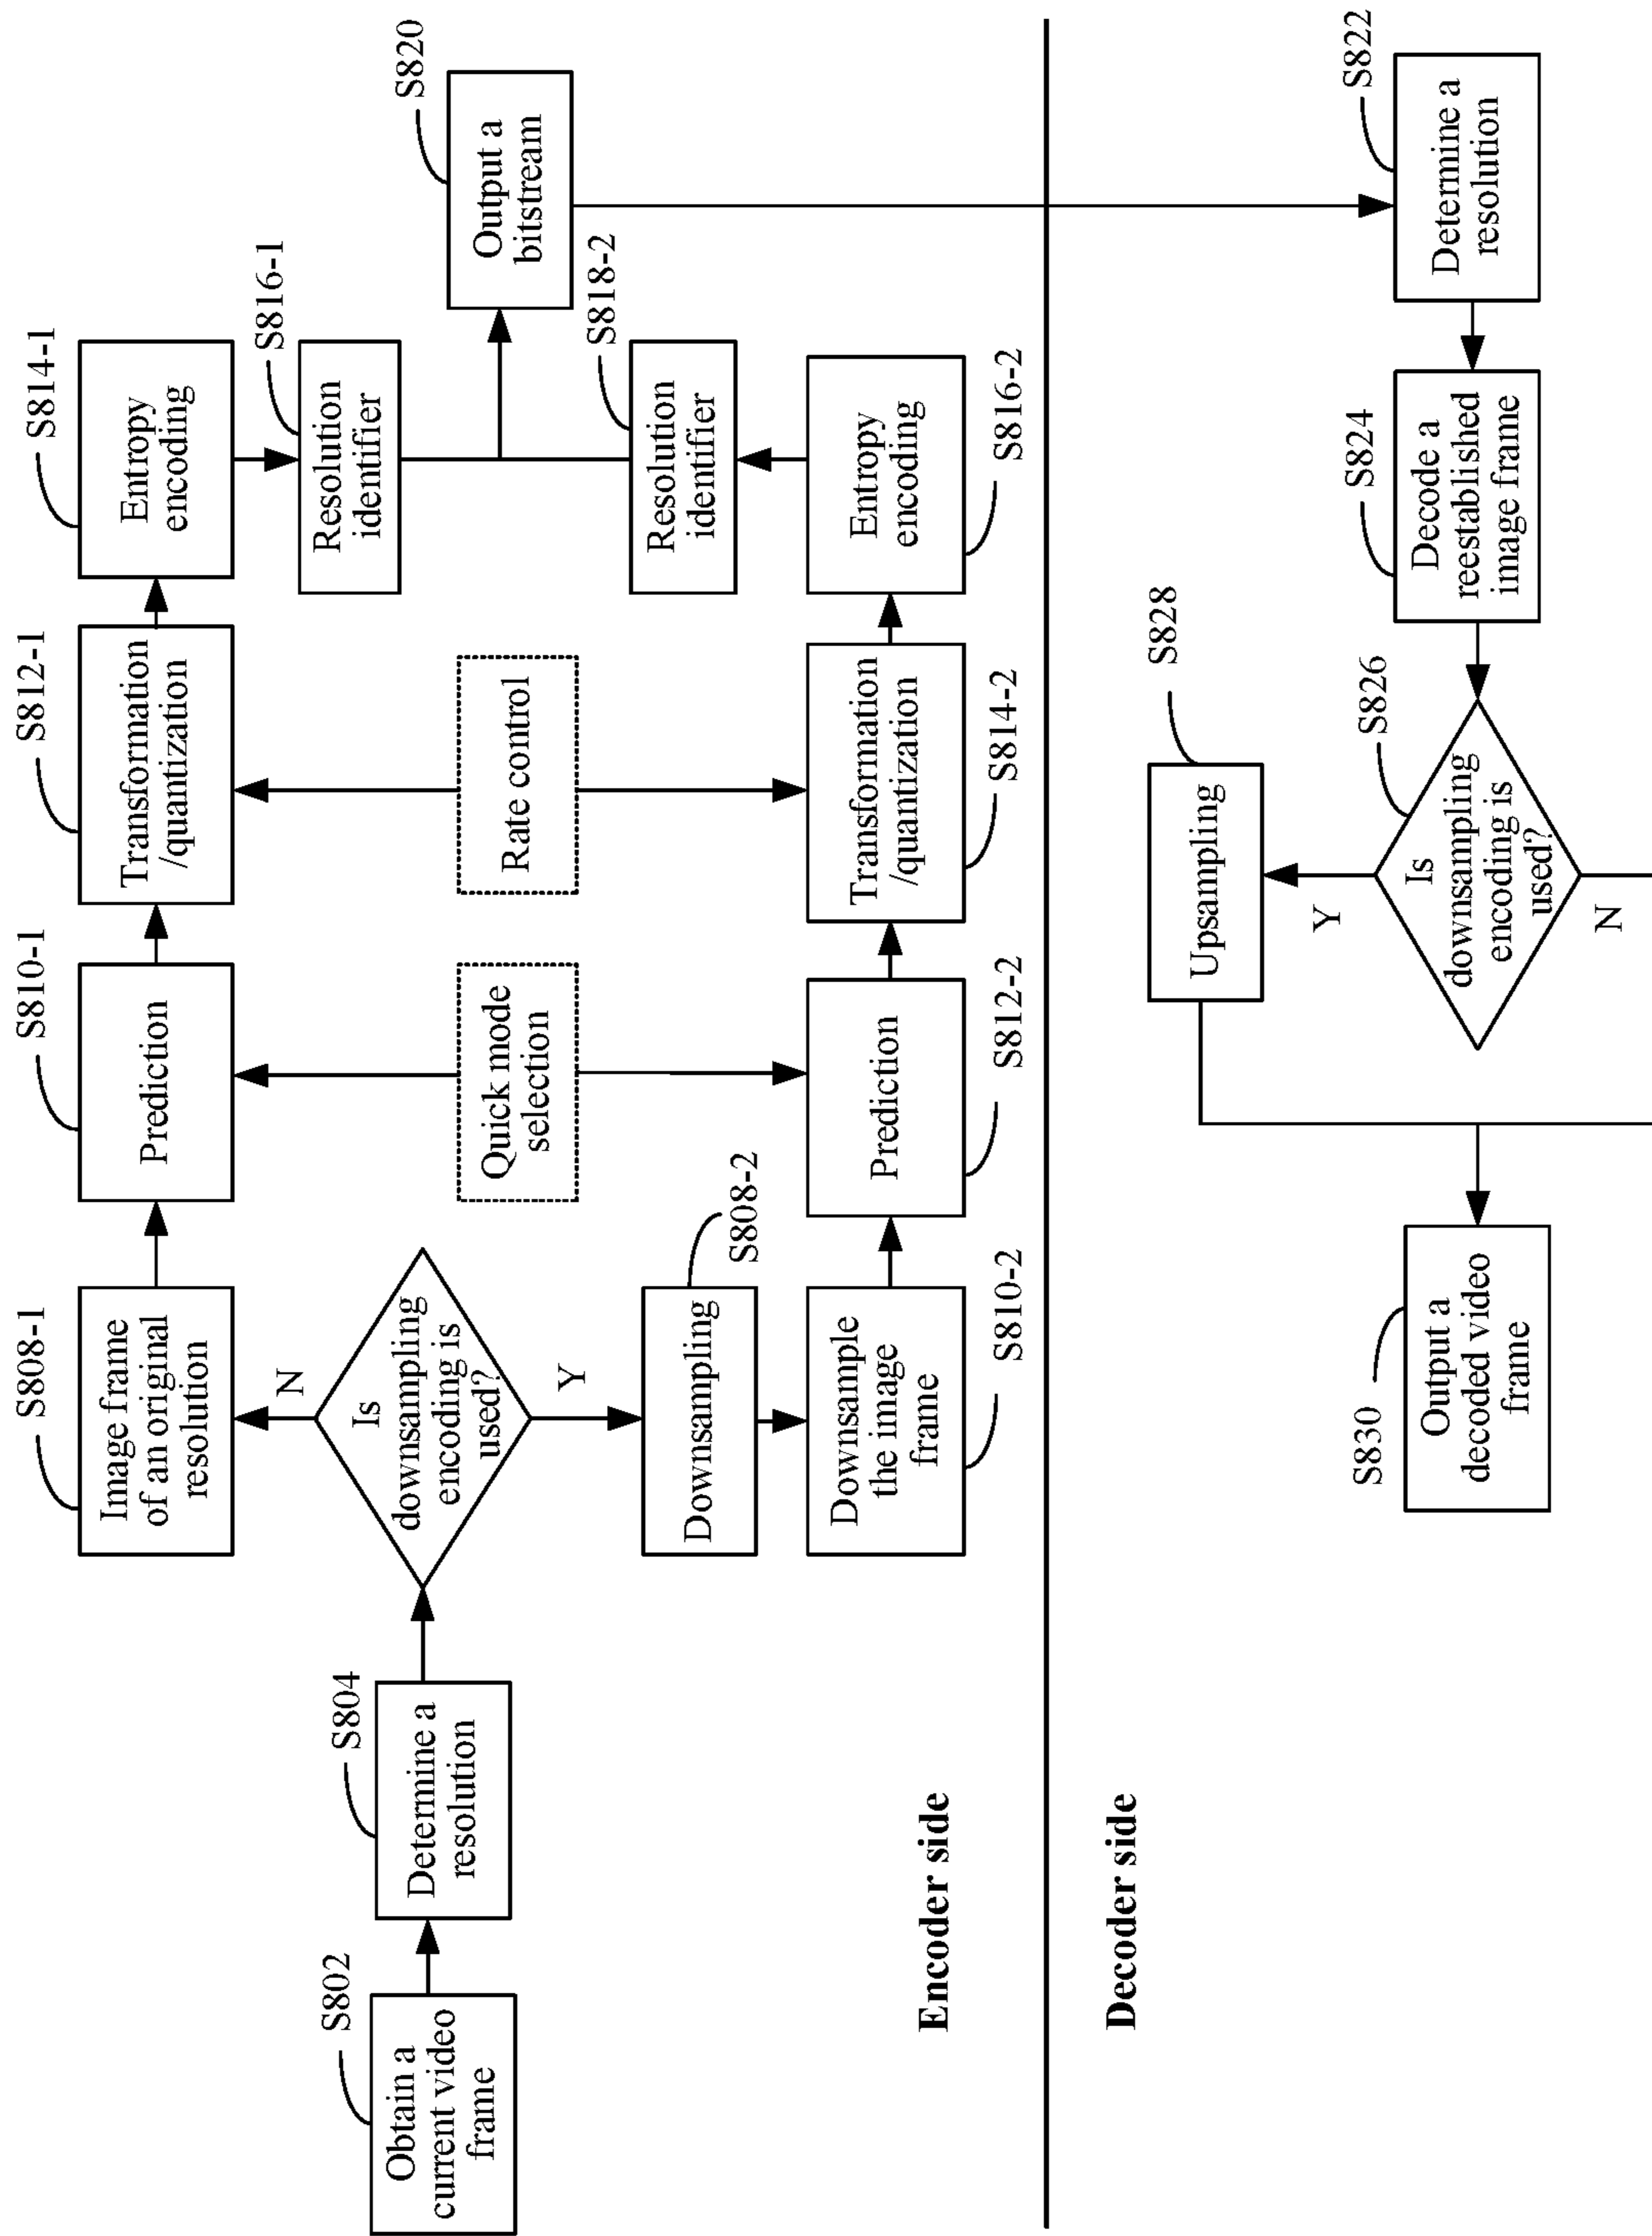 S802
Obtain a
current video
frame
S804
Determine a
resolution
Is
downsampling
encoding is
used?
N
Y
S808-1
Image frame
of an original
resolution
S810-1
Prediction
S812-1
Transformation
/quantization
S814-1
Entropy
encoding
S816-1
Resolution
identifier
Quick mode
selection
Rate control
S808-2
Downsampling
S810-2
Downsample
the image
frame
S812-2
Prediction
S814-2
Transformation
/quantization
S816-2
Entropy
encoding
S818-2
Resolution
identifier
S820
Output a
bitstream
Encoder side
Decoder side
S822
Determine a
resolution
S824
Decode a
reestablished
image frame
S826
Is
downsampling
encoding is
used?
Y
N
S828
Upsampling
S830
Output a
decoded video
frame